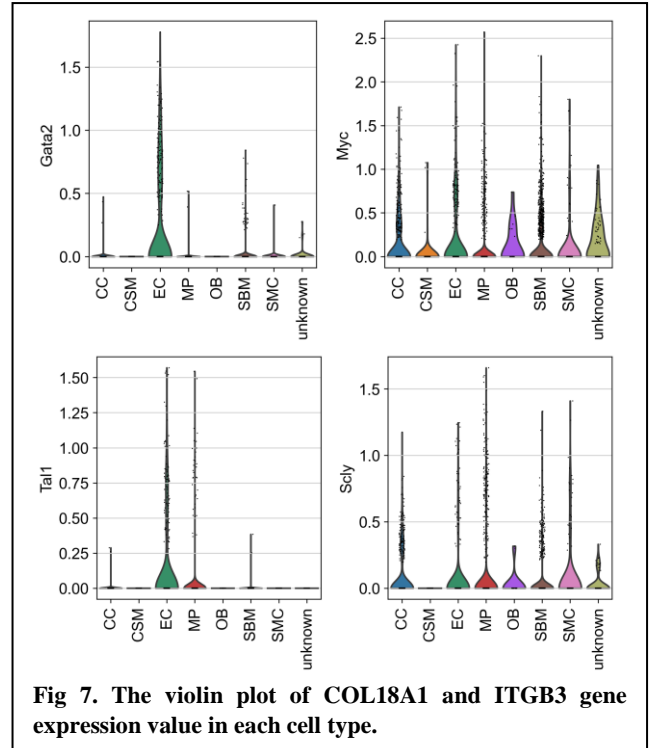 Gata2
1.5
1.0
0.5
0.0
CC
CSM
EC
MP
OB
SBM
SMC
unknown
Myc
2.5
2.0
1.5
1.0
0.5
0.0
CC
CSM
EC
MP
OB
SBM
SMC
unknown
Tal1
1.50
1.25
1.00
0.75
0.50
0.25
0.00
CC
CSM
EC
MP
OB
SBM
SMC
unknown
Scly
1.5
1.0
0.5
0.0
CC
CSM
EC
MP
OB
SBM
SMC
unknown
Fig 7. The violin plot of COL18A1 and ITGB3 gene
expression value in each cell type.